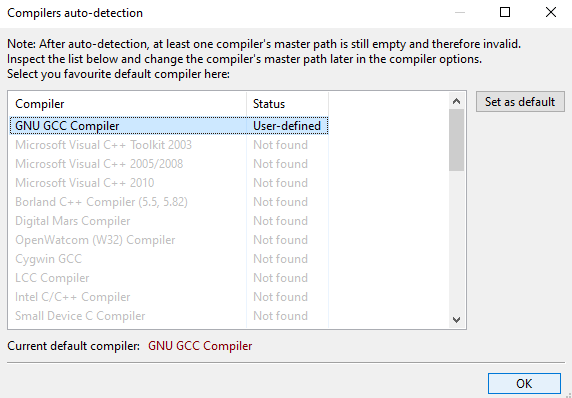 Compilers auto-detection
Note: After auto-detection, at least one compiler's master path is still empty and therefore invalid.
Inspect the list below and change the compiler's master path later in the compiler options.
Select you favourite default compiler here:
Compiler Status
Set as default
GNU GCC Compiler User-defined
Microsoft Visual C++ Toolkit 2003 Not found
Microsoft Visual C++ 2005/2008 Not found
Microsoft Visual C++ 2010 Not found
Borland C++ Compiler (5.5, 5.82) Not found
Digital Mars Compiler Not found
OpenWatcom (W32) Compiler Not found
Cygwin GCC Not found
LCC Compiler Not found
Intel C/C++ Compiler Not found
Small Device C Compiler Not found
Current default compiler: GNU GCC Compiler
OK